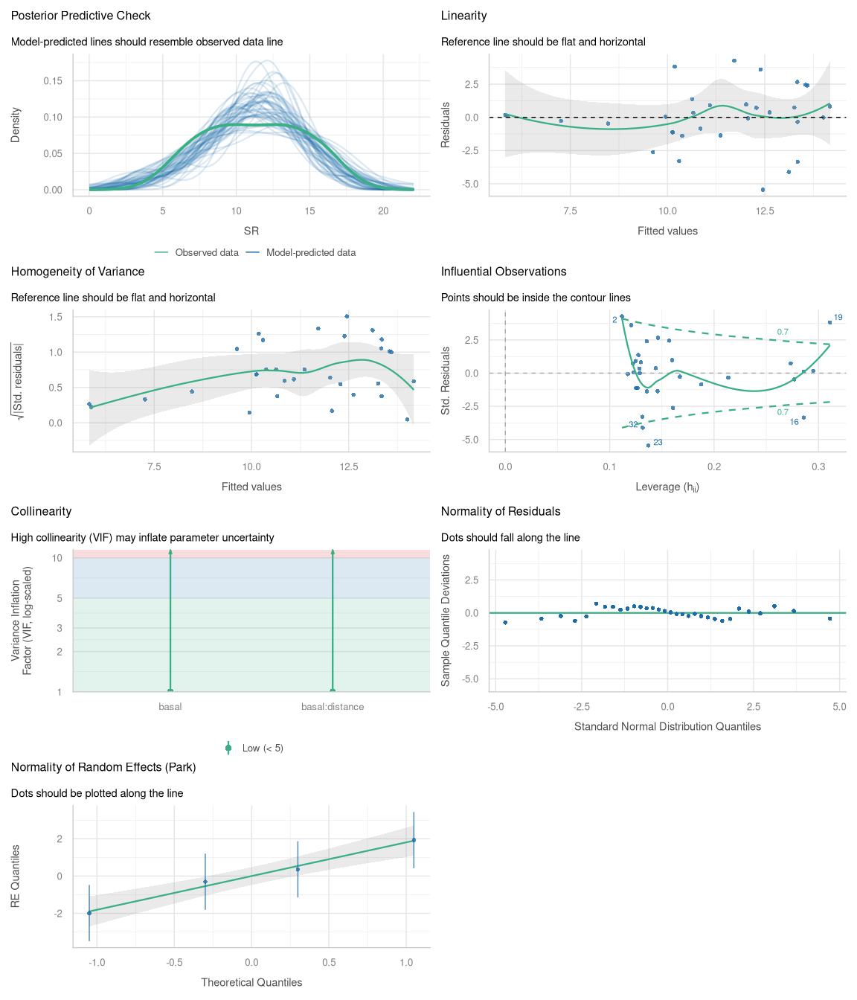 Posterior Predictive Check
Model-predicted lines should resemble observed data line
0.15
0.10
0.05
0.00
Density
0
5
10
15
20
SR
Observed data
Model-predicted data
Linearity
Reference line should be flat and horizontal
2.5
0.0
-2.5
-5.0
Residuals
7.5
10.0
12.5
Fitted values
Homogeneity of Variance
Reference line should be flat and horizontal
1.5
1.0
0.5
0.0
√|Std. residuals|
7.5
10.0
12.5
Fitted values
Influential Observations
Points should be inside the contour lines
2
19
0.7
2.5
0.0
-2.5
-5.0
Std. Residuals
0.7
32
16
23
0.0
0.1
0.2
0.3
Leverage (hii)
Collinearity
High collinearity (VIF) may inflate parameter uncertainty
10
5
3
2
1
Variance Inflation
Factor (VIF, log-scaled)
basal
basal:distance
Low (< 5)
Normality of Residuals
Dots should fall along the line
2.5
0.0
-2.5
-5.0
Sample Quantile Deviations
-5.0
-2.5
0.0
2.5
5.0
Standard Normal Distribution Quantiles
Normality of Random Effects (Park)
Dots should be plotted along the line
2
0
-2
RE Quantiles
-1.0
-0.5
0.0
0.5
1.0
Theoretical Quantiles